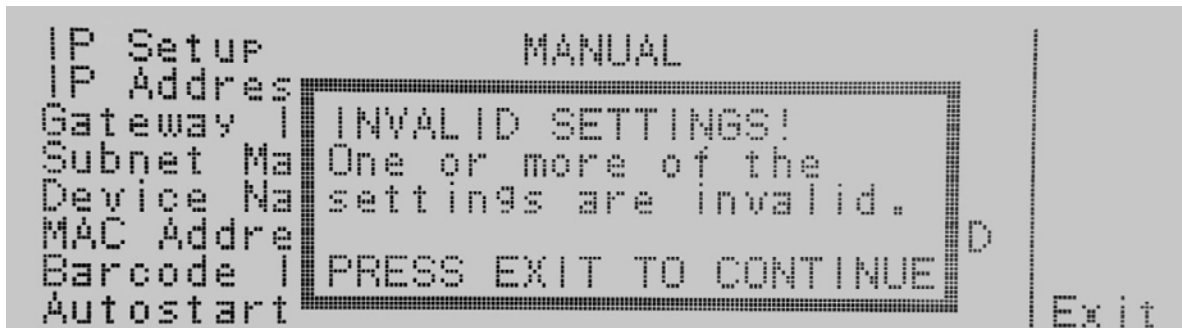 IP Setup MANUAL
IP Addres
Gateway I
INVALID SETTINGS!
Subnet Ma
One or more of the
Device Na
settings are invalid.
MAC Addre D
Barcode I
PRESS EXIT TO CONTINUE
Autostart Exit